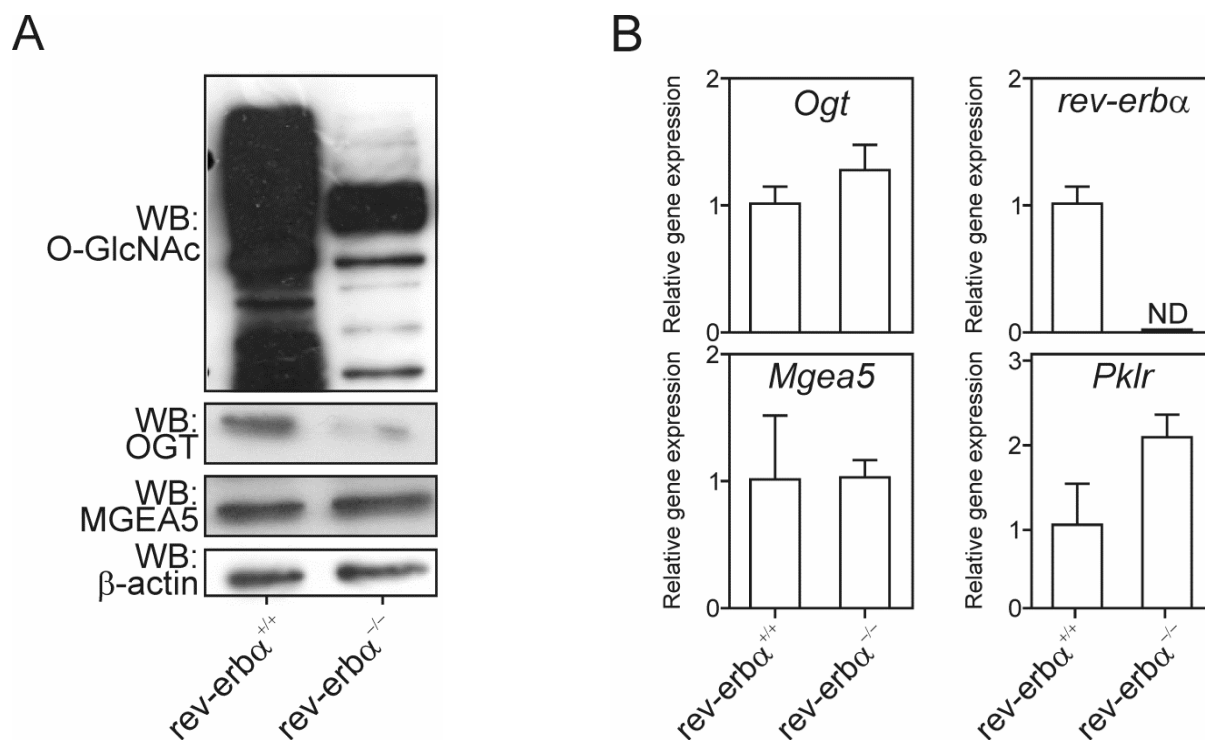 A
WB:
O-GlcNAc
WB:
OGT
WB:
MGEA5
WB:
β-actin
rev-erbα+/+
rev-erbα-/-
B
Relative gene expression
2
1
0
Ogt
Relative gene expression
2
1
0
rev-erbα
ND
Relative gene expression
2
1
0
Mgea5
rev-erbα+/+
rev-erbα-/-
Relative gene expression
3
2
1
0
Pklr
rev-erbα+/+
rev-erbα-/-